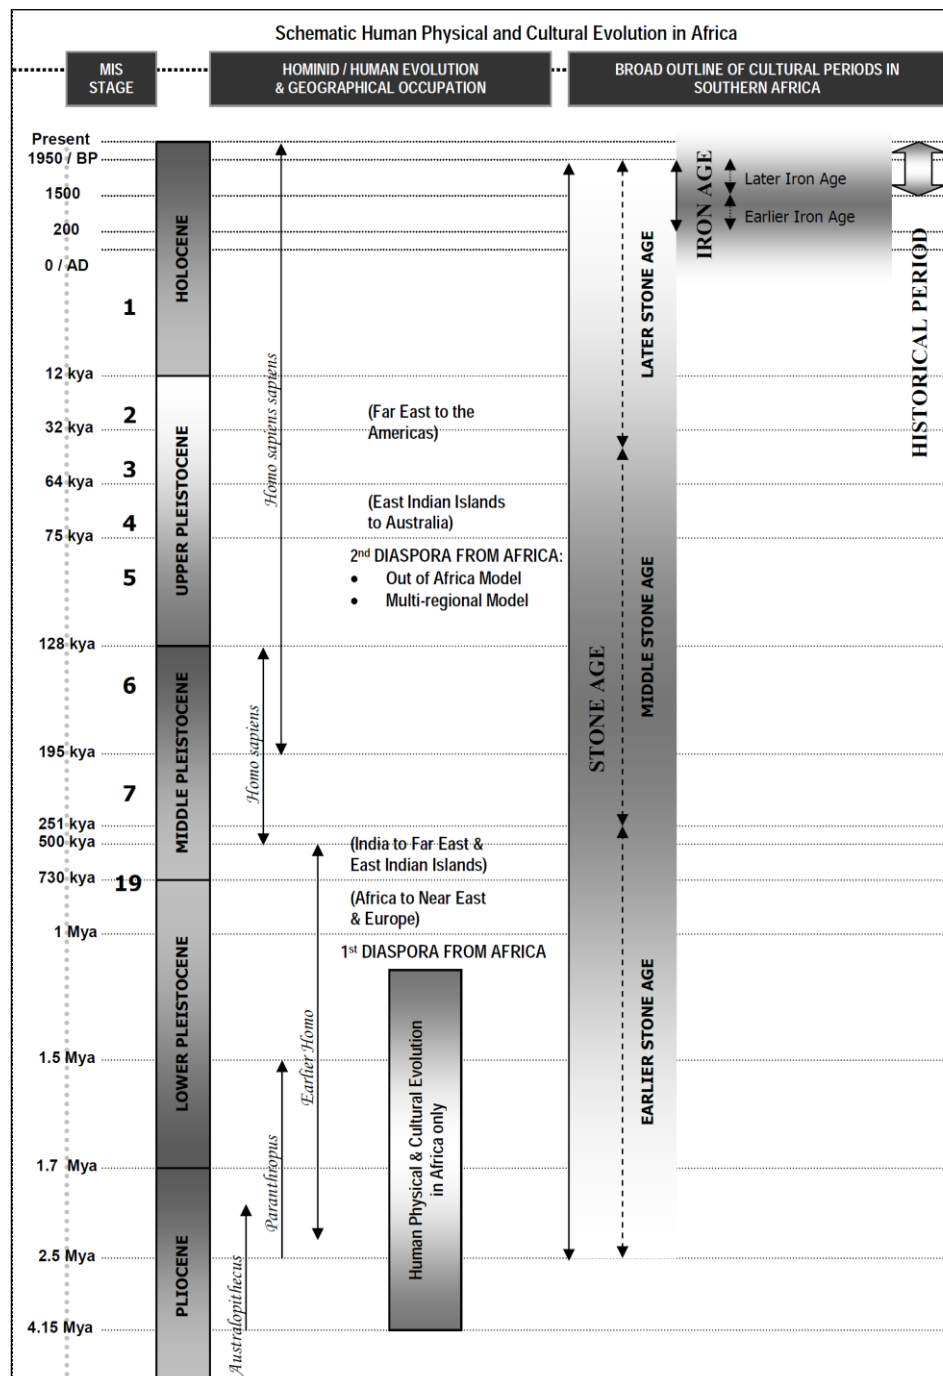 Schematic Human Physical and Cultural Evolution in Africa
MIS
STAGE
HOMINID / HUMAN EVOLUTION
& GEOGRAPHICAL OCCUPATION
BROAD OUTLINE OF CULTURAL PERIODS IN
SOUTHERN AFRICA
Present
1950 / BP
1500
200
0 / AD
1
12 kya
2
32 kya
3
64 kya
4
75 kya
5
128 kya
6
195 kya
7
251 kya
500 kya
730 kya
19
1 Mya
1.5 Mya
1.7 Mya
2.5 Mya
4.15 Mya
HOLOCENE
UPPER PLEISTOCENE
MIDDLE PLEISTOCENE
LOWER PLEISTOCENE
PLIOCENE
Homo sapiens sapiens
Homo sapiens
Earlier Homo
Paranthropus
Australopithecus
(Far East to the
Americas)
(East Indian Islands
to Australia)
2nd DIASPORA FROM AFRICA:
• Out of Africa Model
• Multi-regional Model
(India to Far East &
East Indian Islands)
(Africa to Near East
& Europe)
1st DIASPORA FROM AFRICA
Human Physical & Cultural Evolution
in Africa only
STONE AGE
LATER STONE AGE
MIDDLE STONE AGE
EARLIER STONE AGE
IRON AGE
Later Iron Age
Earlier Iron Age
HISTORICAL PERIOD